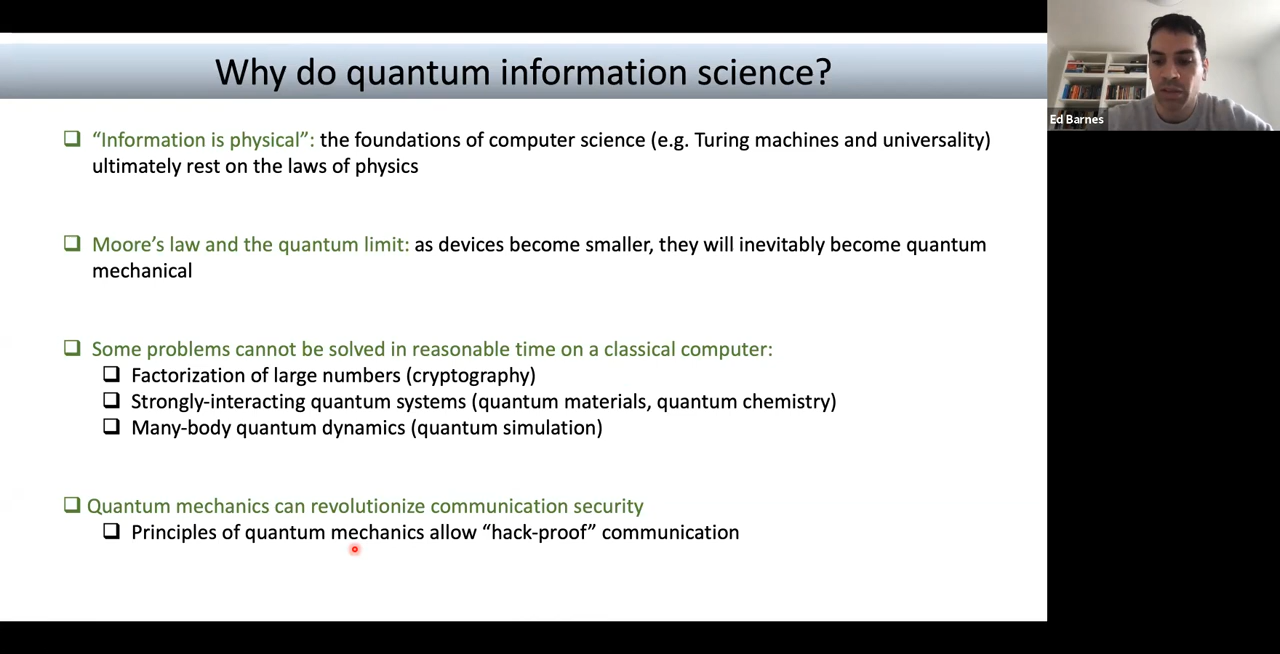 Why do quantum information science?
“Information is physical”: the foundations of computer science (e.g. Turing machines and universality)
ultimately rest on the laws of physics
Moore’s law and the quantum limit: as devices become smaller, they will inevitably become quantum
mechanical
Some problems cannot be solved in reasonable time on a classical computer:
Factorization of large numbers (cryptography)
Strongly-interacting quantum systems (quantum materials, quantum chemistry)
Many-body quantum dynamics (quantum simulation)
Quantum mechanics can revolutionize communication security
Principles of quantum mechanics allow “hack-proof” communication
Ed Barnes